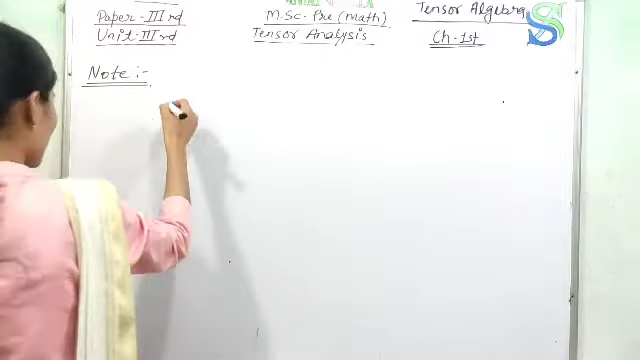 Paper-IIIrd M.Sc-Pre (Math) Tensor Algebra
Unit-IIIrd Tensor Analysis Ch-1st
Note:-